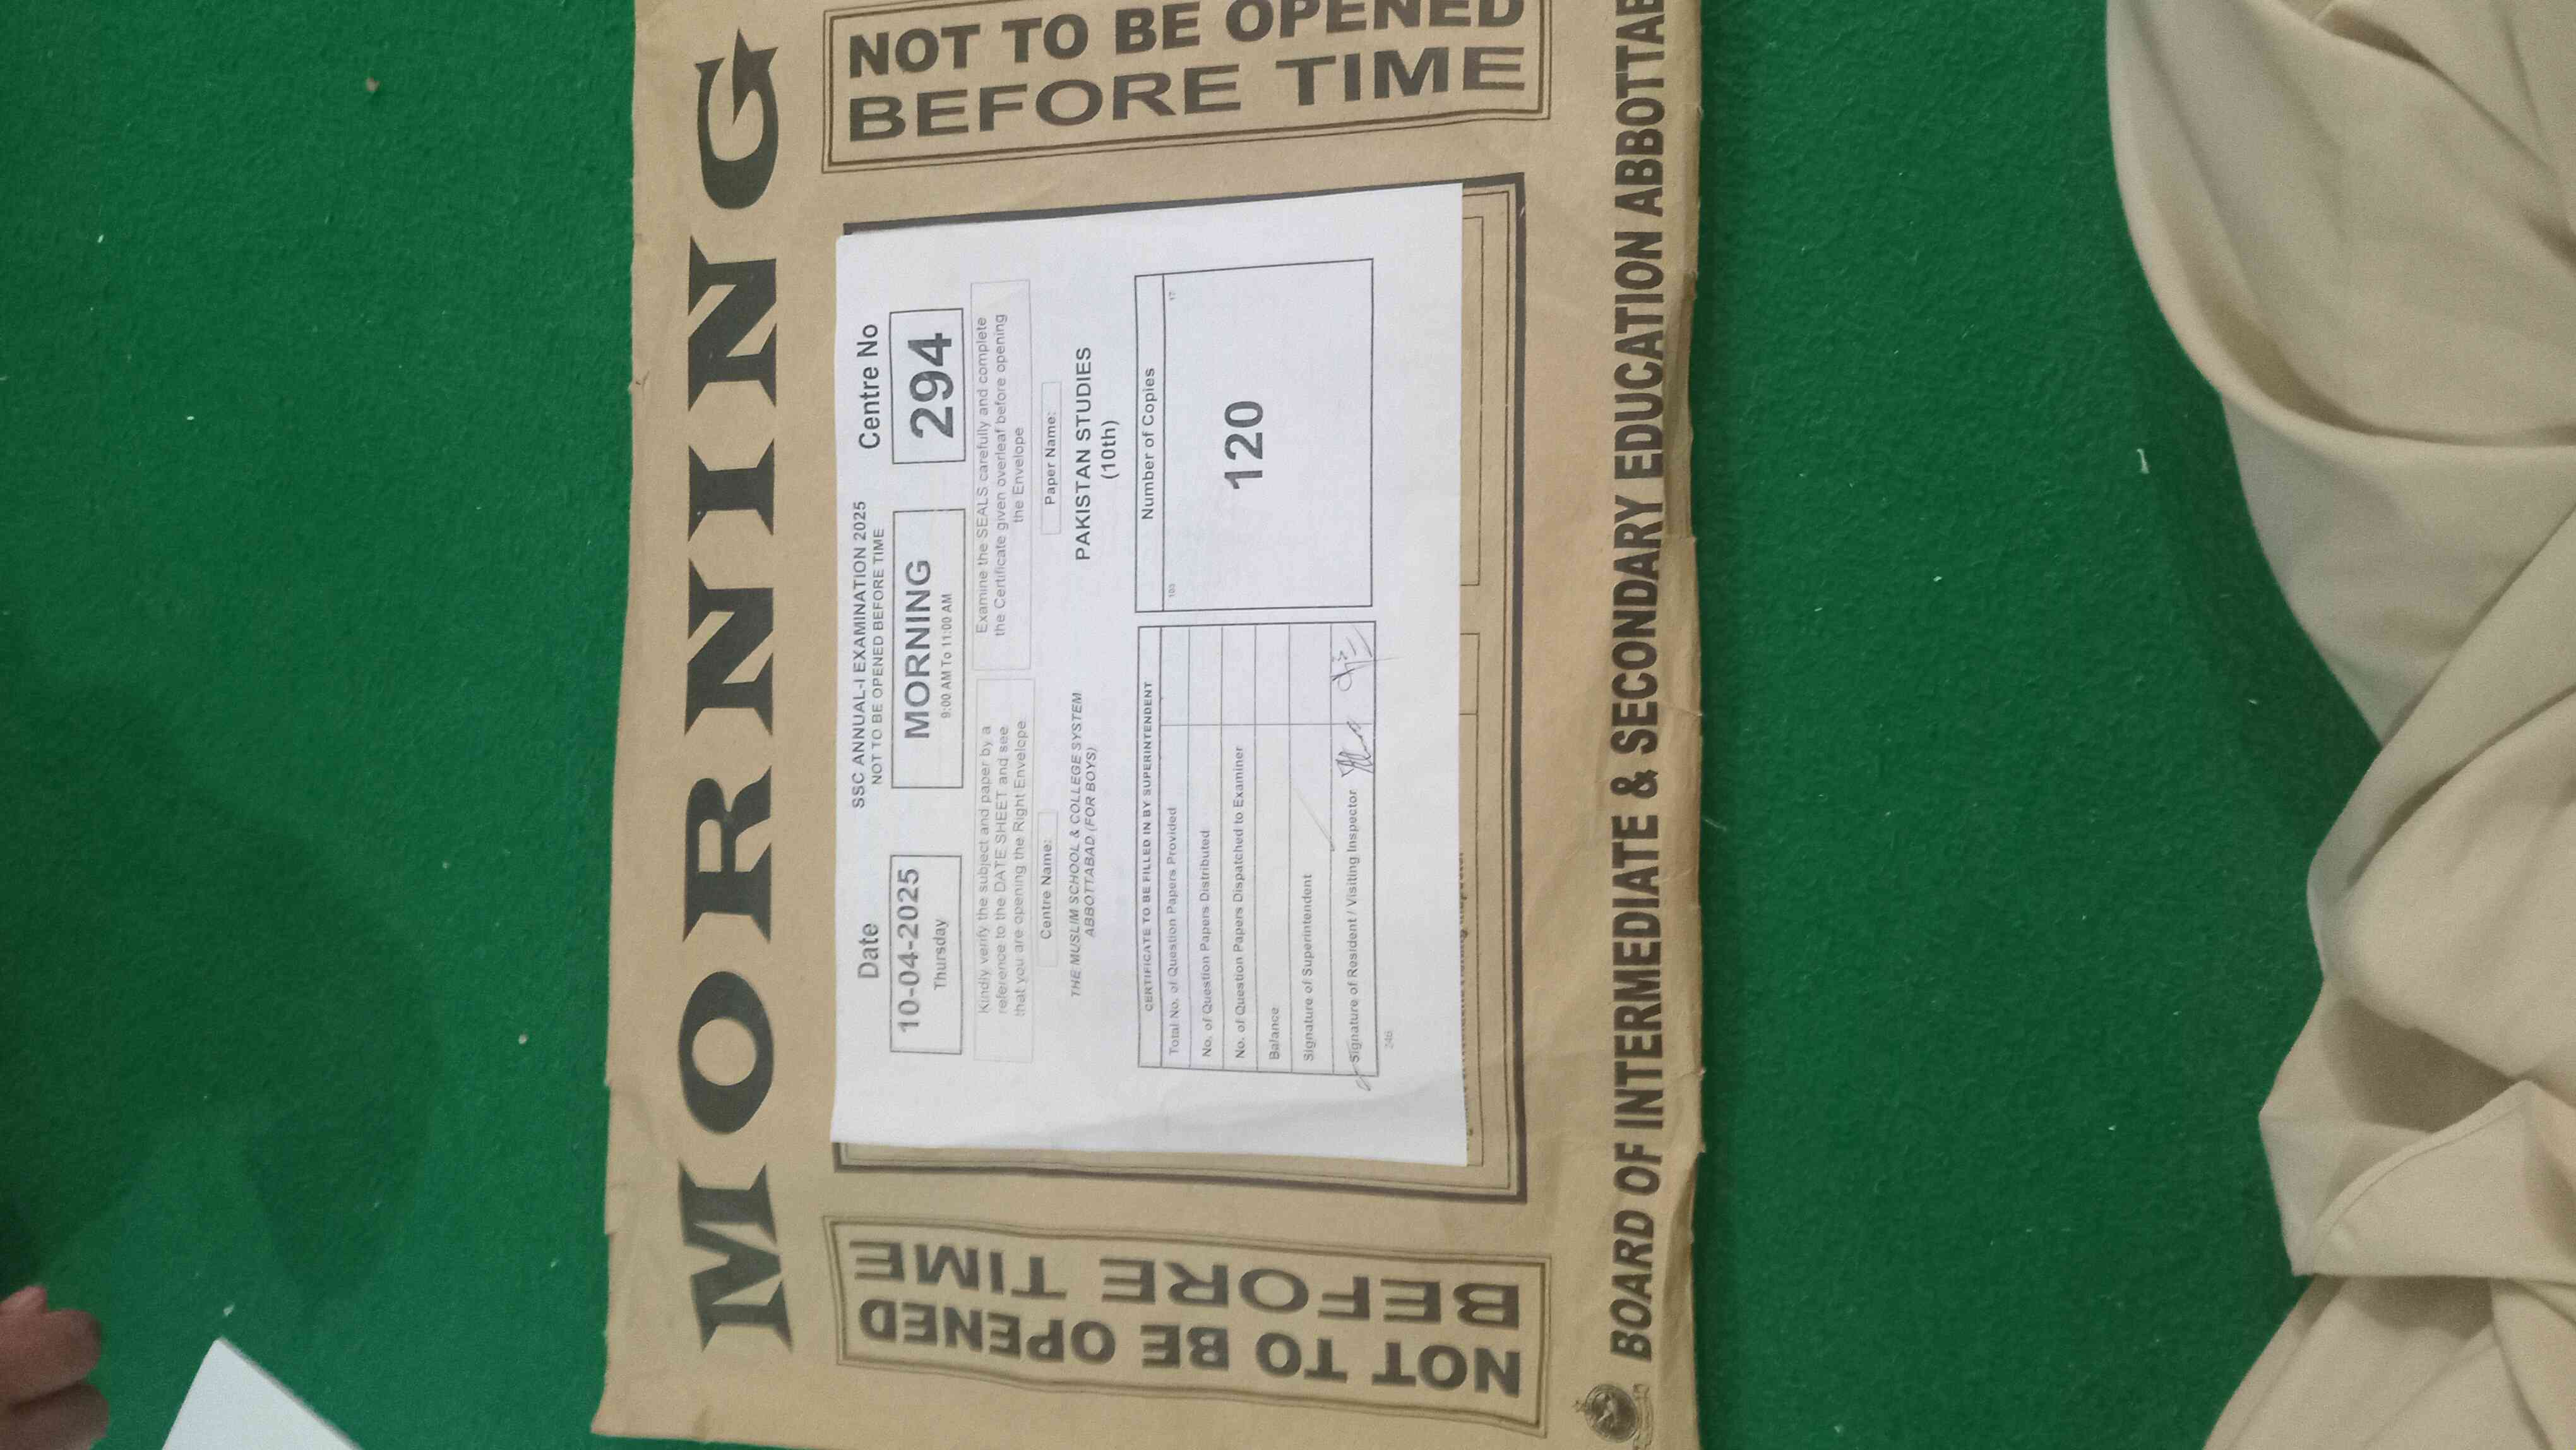 MORNING
NOT TO BE OPENED
BEFORE TIME
NOT TO BE OPENED
BEFORE TIME
Date
SSC ANNUAL-I EXAMINATION 2025
NOT TO BE OPENED BEFORE TIME
Centre No
10-04-2025
Thursday
MORNING
9:00 AM To 11:00 AM
294
Kindly verify the subject and paper by a
reference to the DATE SHEET and see
that you are opening the Right Envelope
Examine the SEALS carefully and complete
the Certificate given overleaf before opening
the Envelope
Centre Name:
THE MUSLIM SCHOOL & COLLEGE SYSTEM
ABBOTTABAD (FOR BOYS)
Paper Name:
PAKISTAN STUDIES
(10th)
CERTIFICATE TO BE FILLED IN BY SUPERINTENDENT
Total No. of Question Papers Provided
No. of Question Papers Distributed
No. of Question Papers Dispatched to Examiner
Balance
Signature of Superintendent
Signature of Resident / Visiting Inspector
Number of Copies
103 17
120
246
BOARD OF INTERMEDIATE & SECONDARY EDUCATION ABBOTTAB